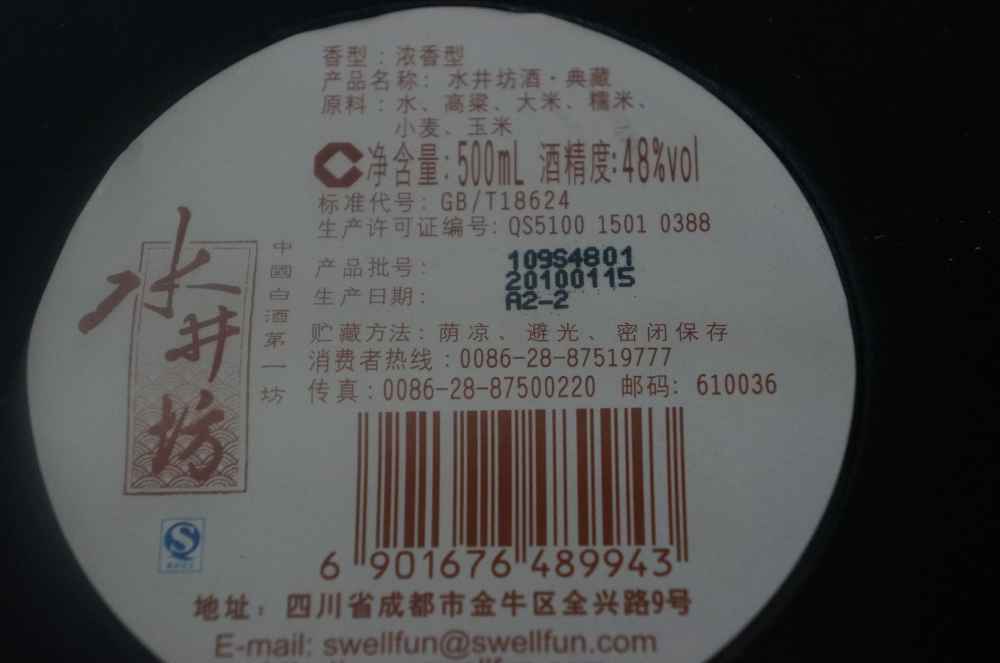 香型：浓香型
产品名称：水井坊酒·典藏
原料：水、高粱、大米、糯米、
小麦、玉米
净含量:500mL 酒精度:48%vol
标准代号：GB/T18624
生产许可证编号:QS5100 1501 0388
产品批号：109S4801
20100115
生产日期：A2-2
贮藏方法：荫凉、避光、密闭保存
消费者热线：0086-28-87519777
传真：0086-28-87500220 邮码：610036
水井坊
中國白酒第一坊
6 901676 489943
地址：四川省成都市金牛区全兴路9号
E-mail: swellfun@swellfun.com